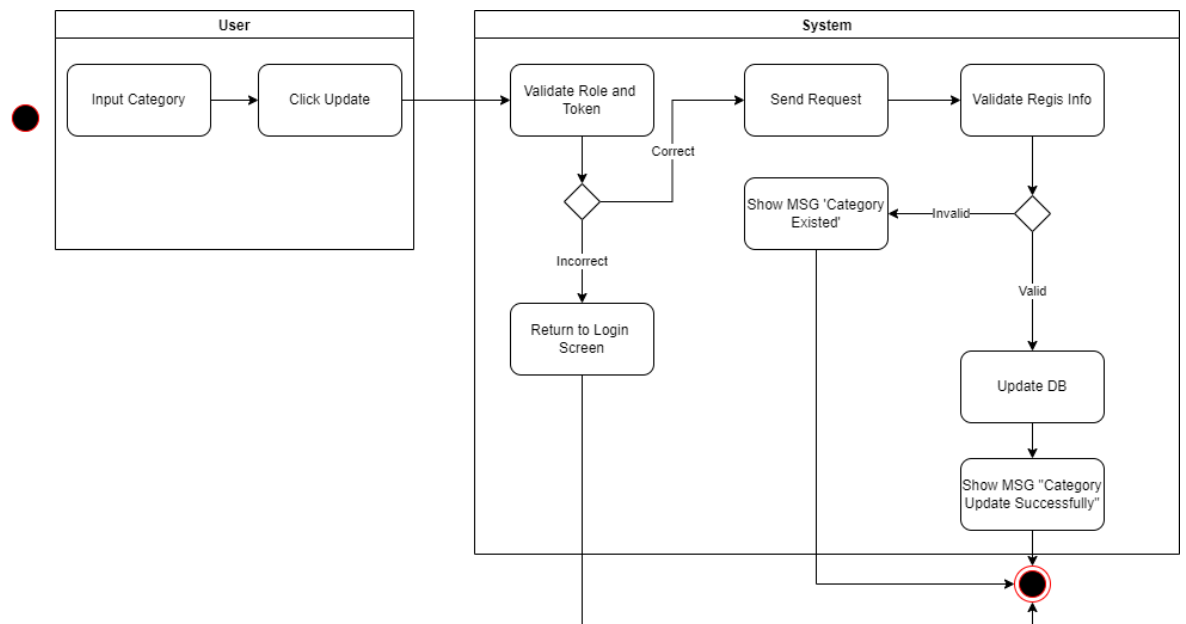 User
System
Input Category
Click Update
Validate Role and
Token
Send Request
Validate Regis Info
Correct
Show MSG 'Category
Existed'
Invalid
Incorrect
Valid
Return to Login
Screen
Update DB
Show MSG "Category
Update Successfully"